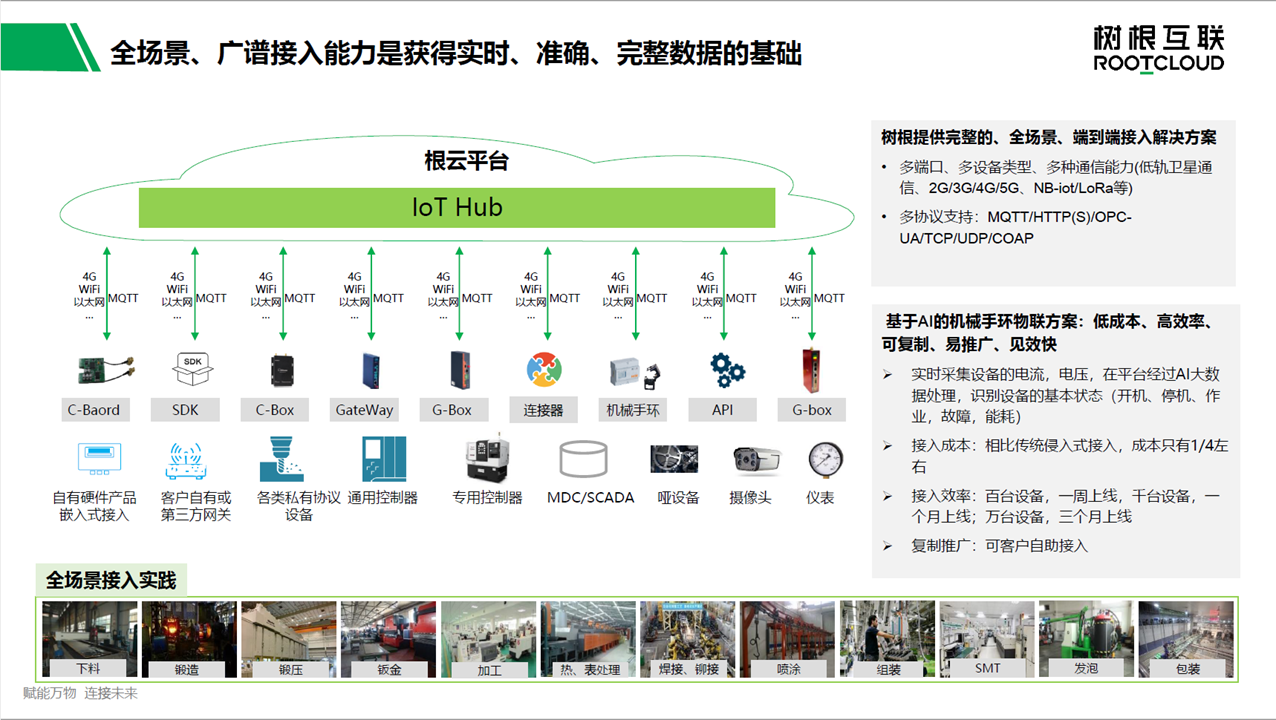 全场景、广谱接入能力是获得实时、准确、完整数据的基础
树根互联
ROOTCLOUD
根云平台
IoT Hub
4G
WiFi
以太网
...
MQTT
4G
WiFi
以太网
...
MQTT
4G
WiFi
以太网
...
MQTT
4G
WiFi
以太网
...
MQTT
4G
WiFi
以太网
...
MQTT
4G
WiFi
以太网
...
MQTT
4G
WiFi
以太网
...
MQTT
4G
WiFi
以太网
...
MQTT
4G
WiFi
以太网
...
MQTT
SDK
C-Baord
SDK
C-Box
GateWay
G-Box
连接器
机械手环
API
G-box
自有硬件产品
嵌入式接入
客户自有或
第三方网关
各类私有协议
设备
通用控制器
专用控制器
MDC/SCADA
哑设备
摄像头
仪表
树根提供完整的、全场景、端到端接入解决方案
• 多端口、多设备类型、多种通信能力(低轨卫星通
信、2G/3G/4G/5G、NB-iot/LoRa等)
• 多协议支持：MQTT/HTTP(S)/OPC-
UA/TCP/UDP/COAP
基于AI的机械手环物联方案：低成本、高效率、
可复制、易推广、见效快
➢ 实时采集设备的电流，电压，在平台经过AI大数
据处理，识别设备的基本状态（开机、停机、作
业，故障，能耗）
➢ 接入成本：相比传统侵入式接入，成本只有1/4左
右
➢ 接入效率：百台设备，一周上线，千台设备，一
个月上线；万台设备，三个月上线
➢ 复制推广：可客户自助接入
全场景接入实践
下料
锻造
锻压
钣金
加工
热、表处理
焊接、铆接
喷涂
组装
SMT
发泡
包装
赋能万物 连接未来